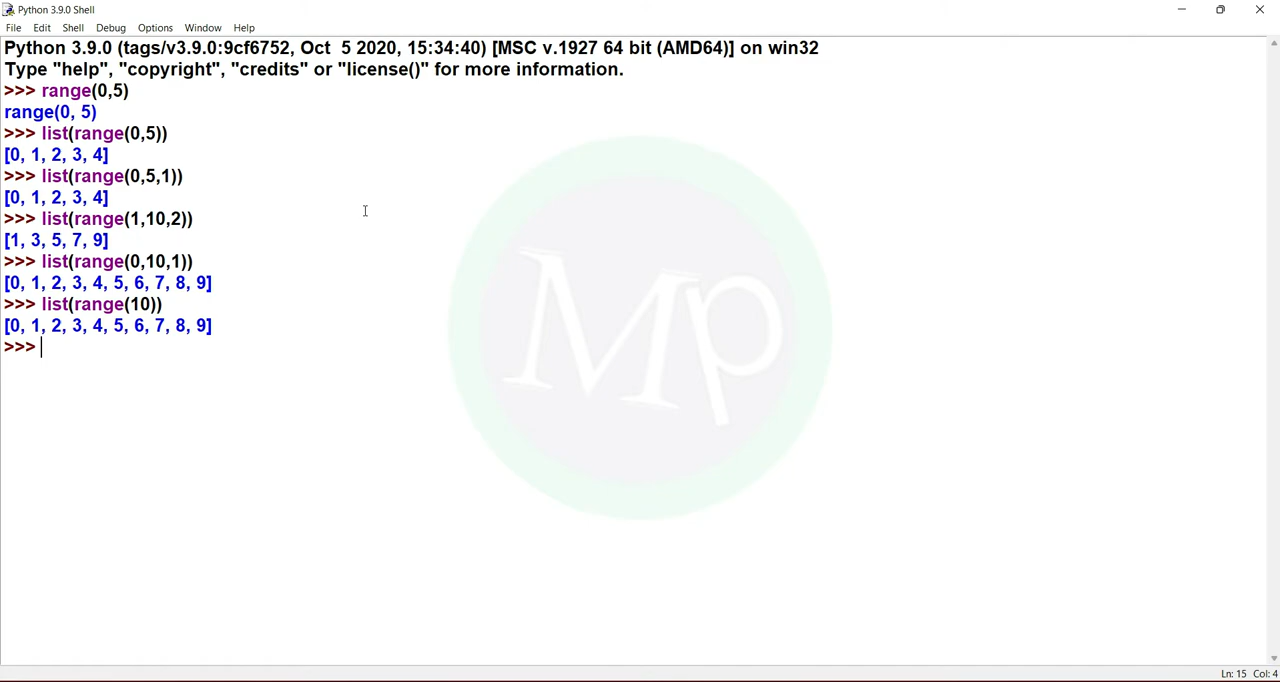 Python 3.9.0 Shell
File Edit Shell Debug Options Window Help
Python 3.9.0 (tags/v3.9.0:9cf6752, Oct  5 2020, 15:34:40) [MSC v.1927 64 bit (AMD64)] on win32
Type "help", "copyright", "credits" or "license()" for more information.
>>> range(0,5)
range(0, 5)
>>> list(range(0,5))
[0, 1, 2, 3, 4]
>>> list(range(0,5,1))
[0, 1, 2, 3, 4]
>>> list(range(1,10,2))
[1, 3, 5, 7, 9]
>>> list(range(0,10,1))
[0, 1, 2, 3, 4, 5, 6, 7, 8, 9]
>>> list(range(10))
[0, 1, 2, 3, 4, 5, 6, 7, 8, 9]
>>>
Mp
Ln: 15 Col: 4